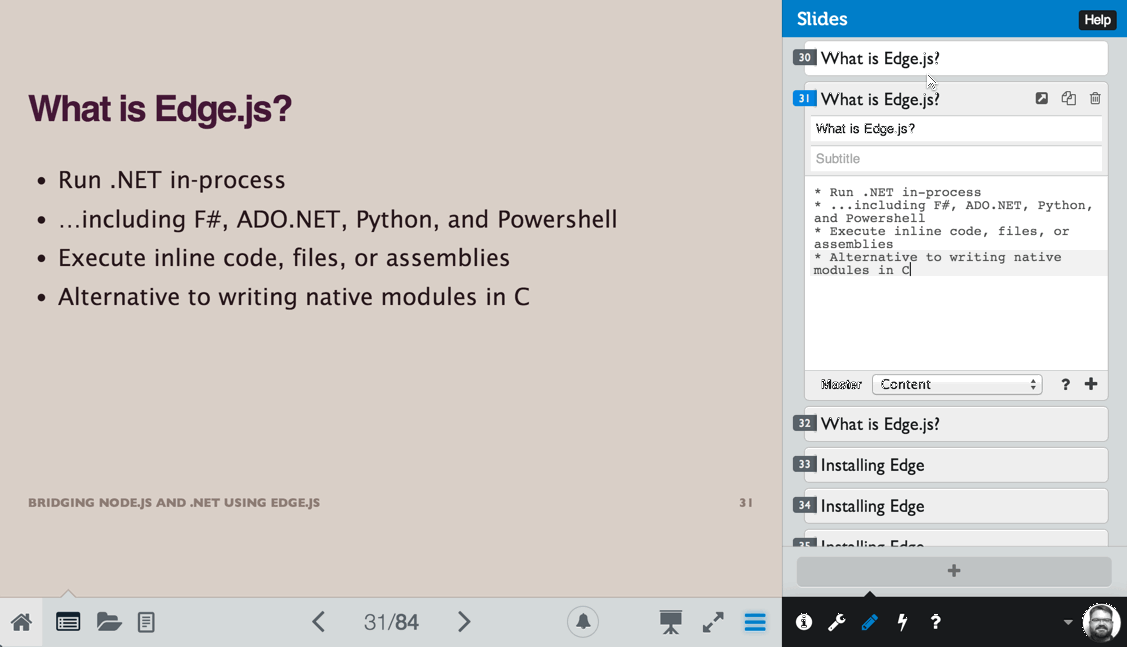 What is Edge.js?
• Run .NET in-process
• ...including F#, ADO.NET, Python, and Powershell
• Execute inline code, files, or assemblies
• Alternative to writing native modules in C
BRIDGING NODE.JS AND .NET USING EDGE.JS
31
31/84
Slides
Help
30 What is Edge.js?
31 What is Edge.js?
What is Edge.js?
Subtitle
* Run .NET in-process
* ...including F#, ADO.NET, Python,
and Powershell
* Execute inline code, files, or
assemblies
* Alternative to writing native
modules in C
Master Content ? +
32 What is Edge.js?
33 Installing Edge
34 Installing Edge
35 Installing Edge
+
?